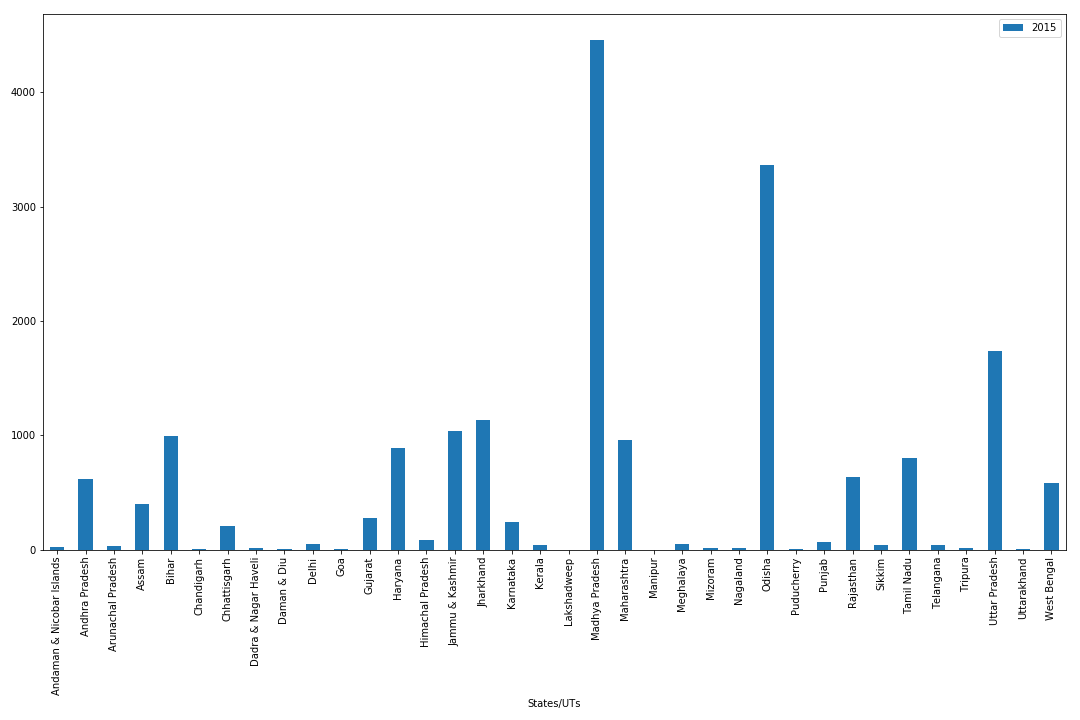 2015
4000
3000
2000
1000
0
Andaman & Nicobar Islands
Andhra Pradesh
Arunachal Pradesh
Assam
Bihar
Chandigarh
Chhattisgarh
Dadra & Nagar Haveli
Daman & Diu
Delhi
Goa
Gujarat
Haryana
Himachal Pradesh
Jammu & Kashmir
Jharkhand
Karnataka
Kerala
Lakshadweep
Madhya Pradesh
Maharashtra
Manipur
Meghalaya
Mizoram
Nagaland
Odisha
Puducherry
Punjab
Rajasthan
Sikkim
Tamil Nadu
Telangana
Tripura
Uttar Pradesh
Uttarakhand
West Bengal
States/UTs